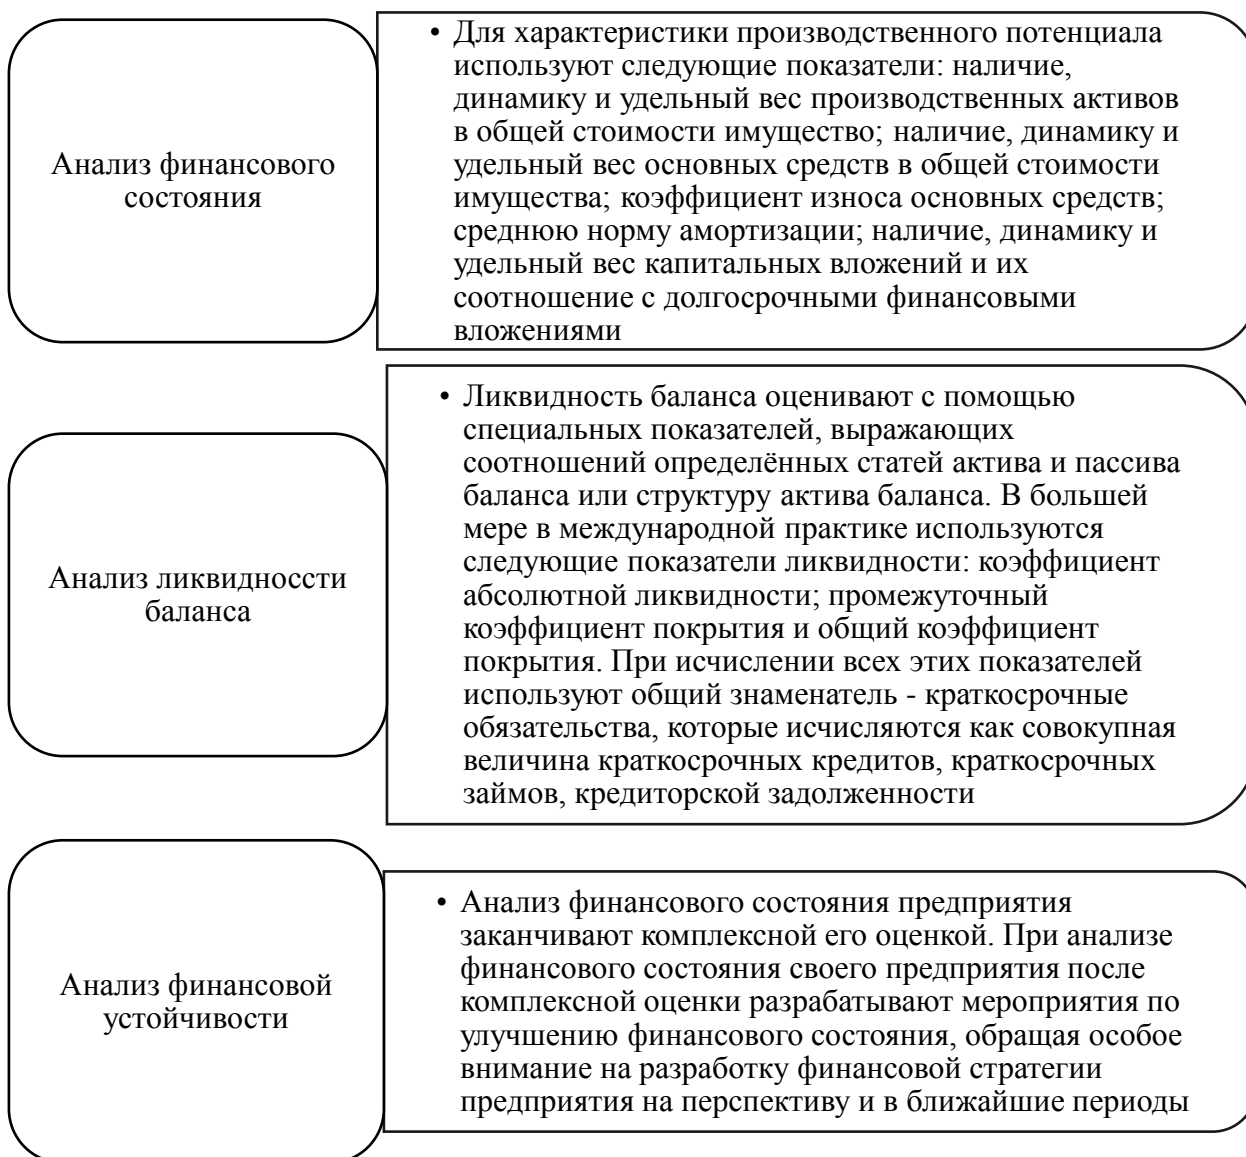 Анализ финансового
состояния
• Для характеристики производственного потенциала
используют следующие показатели: наличие,
динамику и удельный вес производственных активов
в общей стоимости имущество; наличие, динамику и
удельный вес основных средств в общей стоимости
имущества; коэффициент износа основных средств;
среднюю норму амортизации; наличие, динамику и
удельный вес капитальных вложений и их
соотношение с долгосрочными финансовыми
вложениями
Анализ ликвидноссти
баланса
• Ликвидность баланса оценивают с помощью
специальных показателей, выражающих
соотношений определённых статей актива и пассива
баланса или структуру актива баланса. В большей
мере в международной практике используются
следующие показатели ликвидности: коэффициент
абсолютной ликвидности; промежуточный
коэффициент покрытия и общий коэффициент
покрытия. При исчислении всех этих показателей
используют общий знаменатель - краткосрочные
обязательства, которые исчисляются как совокупная
величина краткосрочных кредитов, краткосрочных
займов, кредиторской задолженности
Анализ финансовой
устойчивости
• Анализ финансового состояния предприятия
заканчивают комплексной его оценкой. При анализе
финансового состояния своего предприятия после
комплексной оценки разрабатывают мероприятия по
улучшению финансового состояния, обращая особое
внимание на разработку финансовой стратегии
предприятия на перспективу и в ближайшие периоды